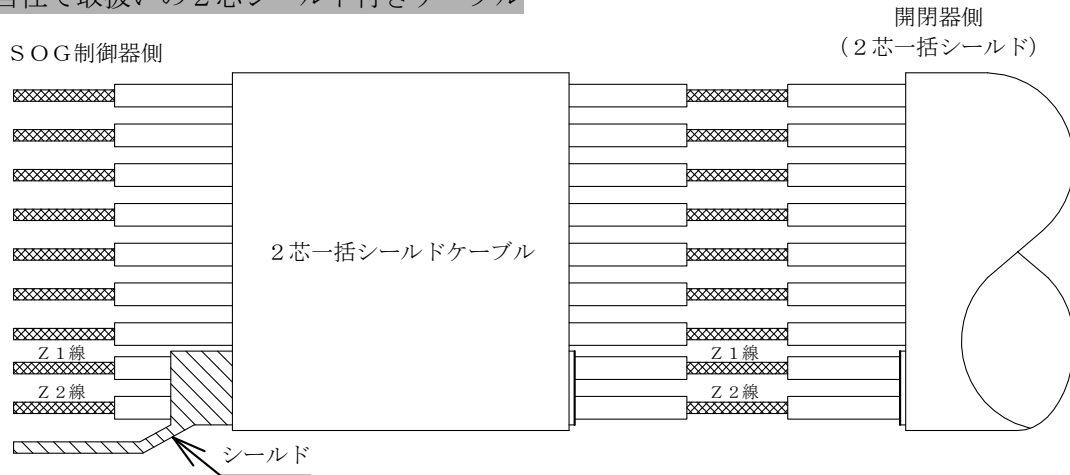 当社で取扱いの２芯シールド付きケーブル
開閉器側
ＳＯＧ制御器側
（２芯一括シールド）
２芯一括シールドケーブル
Ｚ１線
Ｚ１線
Ｚ２線
Ｚ２線
シールド